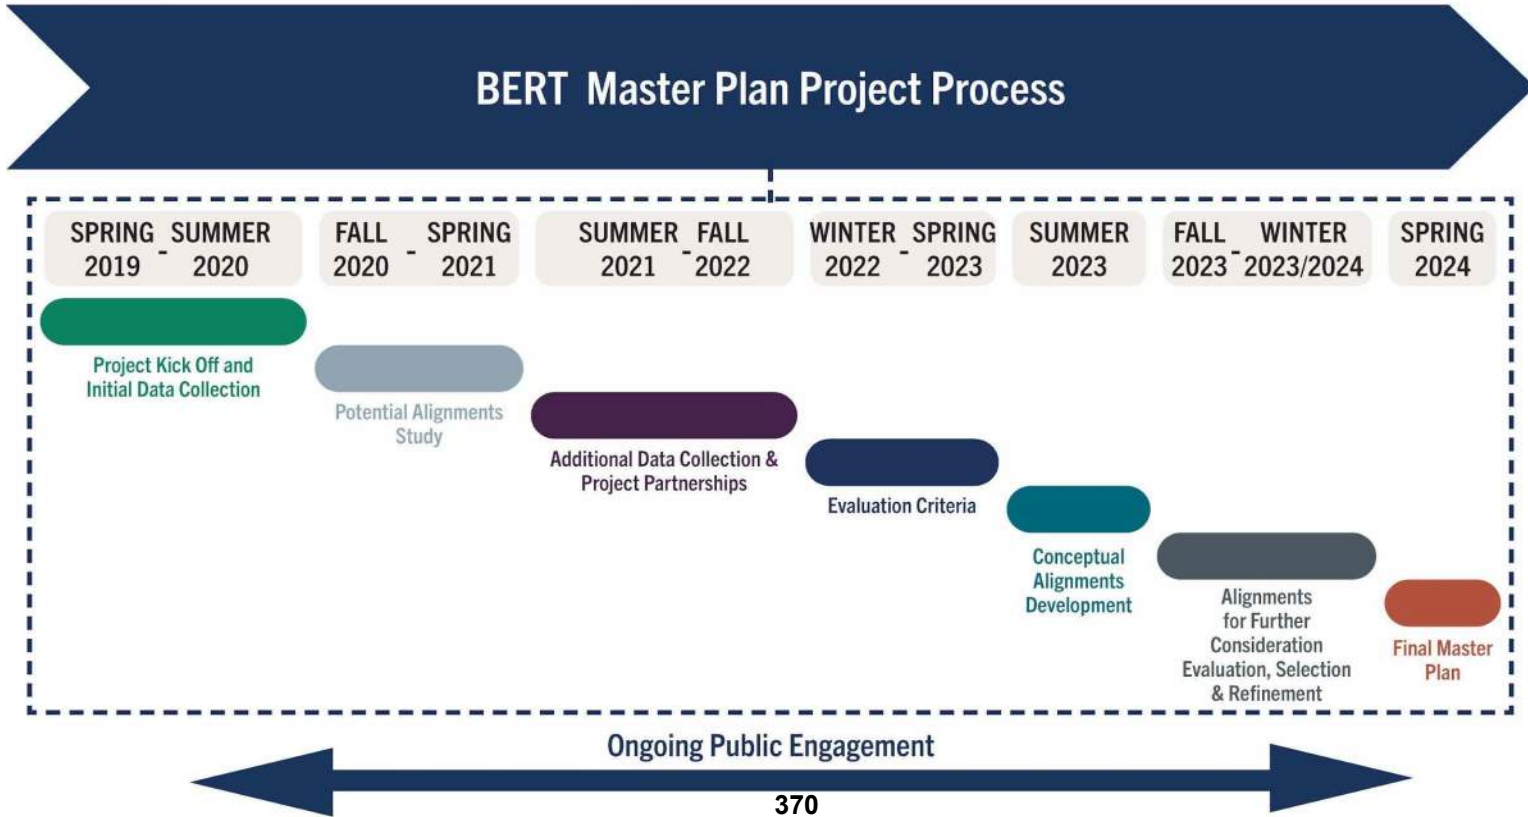 BERT Master Plan Project Process
SPRING 2019 - SUMMER 2020
FALL 2020 - SPRING 2021
SUMMER 2021 - FALL 2022
WINTER 2022 - SPRING 2023
SUMMER 2023
FALL 2023 - WINTER 2023/2024
SPRING 2024
Project Kick Off and
Initial Data Collection
Potential Alignments
Study
Additional Data Collection &
Project Partnerships
Evaluation Criteria
Conceptual
Alignments
Development
Alignments
for Further
Consideration
Evaluation, Selection
& Refinement
Final Master
Plan
Ongoing Public Engagement
370